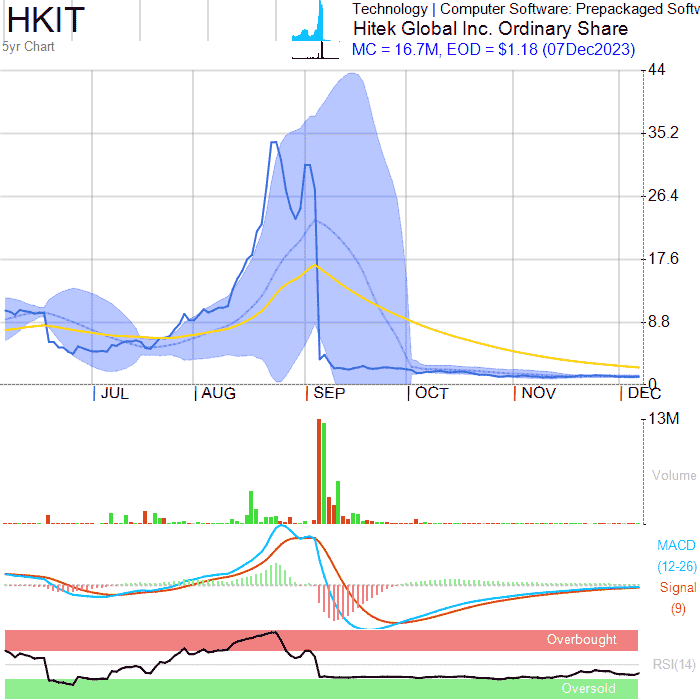 HKIT
5yr Chart
Technology | Computer Software: Prepackaged Softw
Hitek Global Inc. Ordinary Share
MC = 16.7M, EOD = $1.18 (07Dec2023)
44
35.2
26.4
17.6
8.8
0
JUL AUG SEP OCT NOV DEC
13M
Volume
MACD
(12-26)
Signal
(9)
Overbought
RSI(14)
Oversold